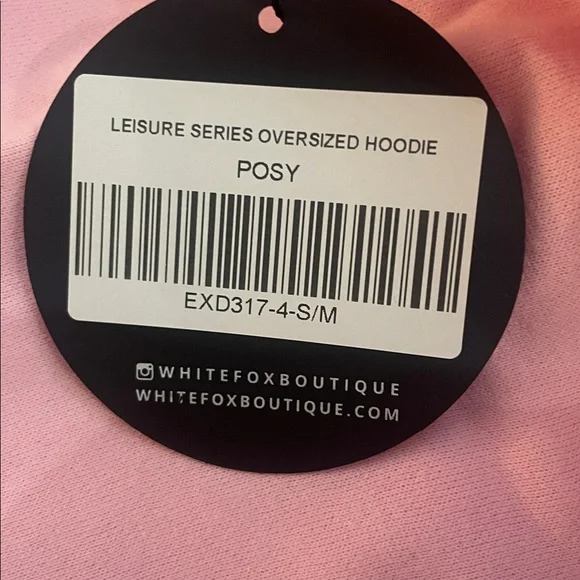 LEISURE SERIES OVERSIZED HOODIE
POSY
EXD317-4-S/M
WHITEFOXBOUTIQUE
WHITEFOXBOUTIQUE.COM